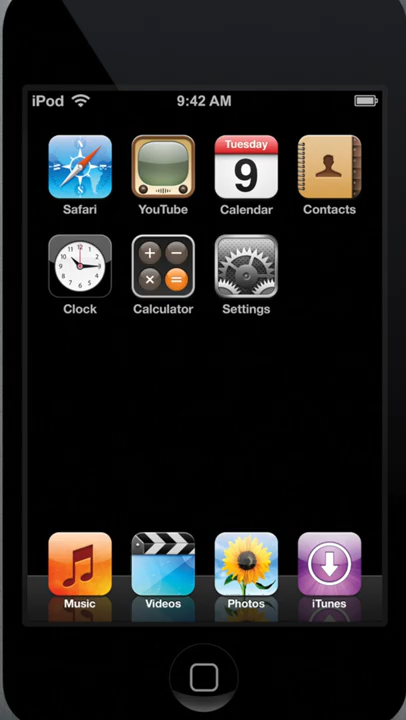 iPod 9:42 AM
Tuesday
9
Safari YouTube Calendar Contacts
Clock Calculator Settings
Music Videos Photos iTunes